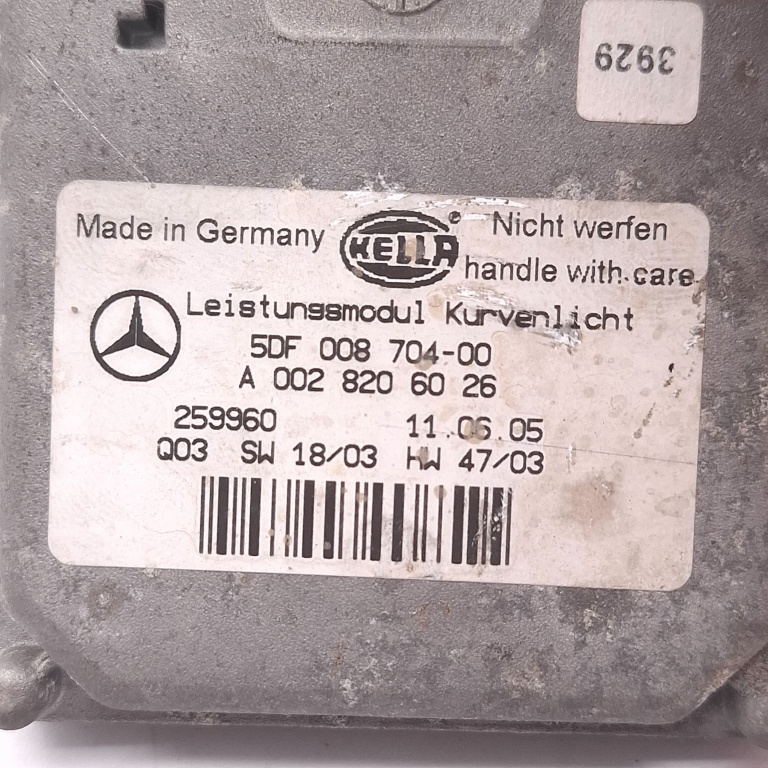 3929
Made in Germany HELLA ® Nicht werfen
handle with care
Leistungsmodul Kurvenlicht
5DF 008 704-00
A 002 820 60 26
259960 11.06.05
Q03 SW 18/03 HW 47/03